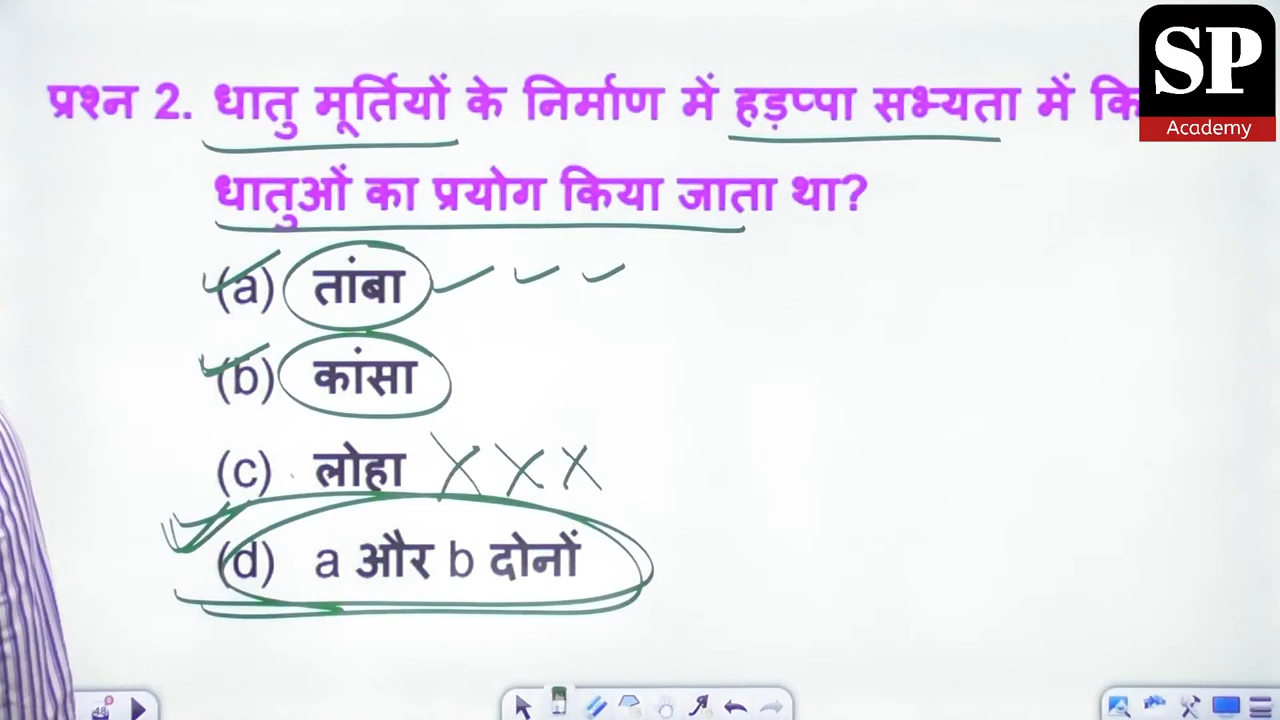 SP
Academy
प्रश्न 2. धातु मूर्तियों के निर्माण में हड़प्पा सभ्यता में
धातुओं का प्रयोग किया जाता था?
(a) तांबा
(b) कांसा
(c) लोहा
(d) a और b दोनों